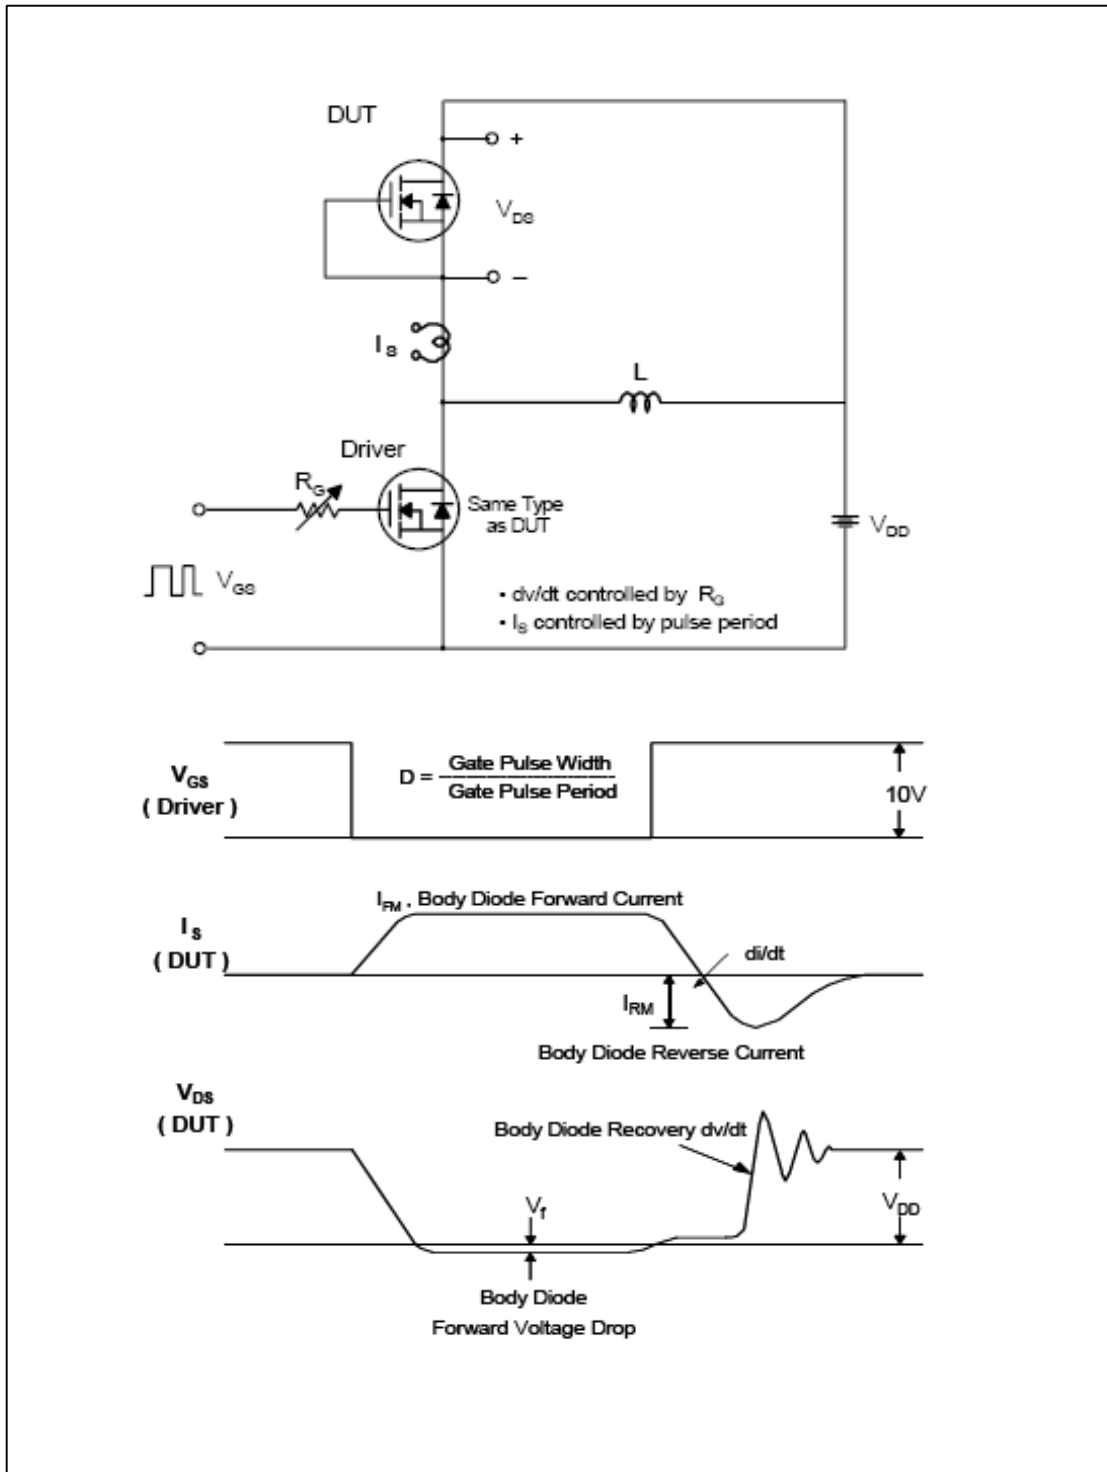 DUT
+
V_DS
−
I_S
L
Driver
R_G
Same Type
as DUT
V_DD
V_GS
• dv/dt controlled by R_G
• I_S controlled by pulse period
V_GS
( Driver )
D = Gate Pulse Width
Gate Pulse Period
10V
I_FM , Body Diode Forward Current
I_S
( DUT )
di/dt
I_RM
Body Diode Reverse Current
V_DS
( DUT )
Body Diode Recovery dv/dt
V_f
V_DD
Body Diode
Forward Voltage Drop